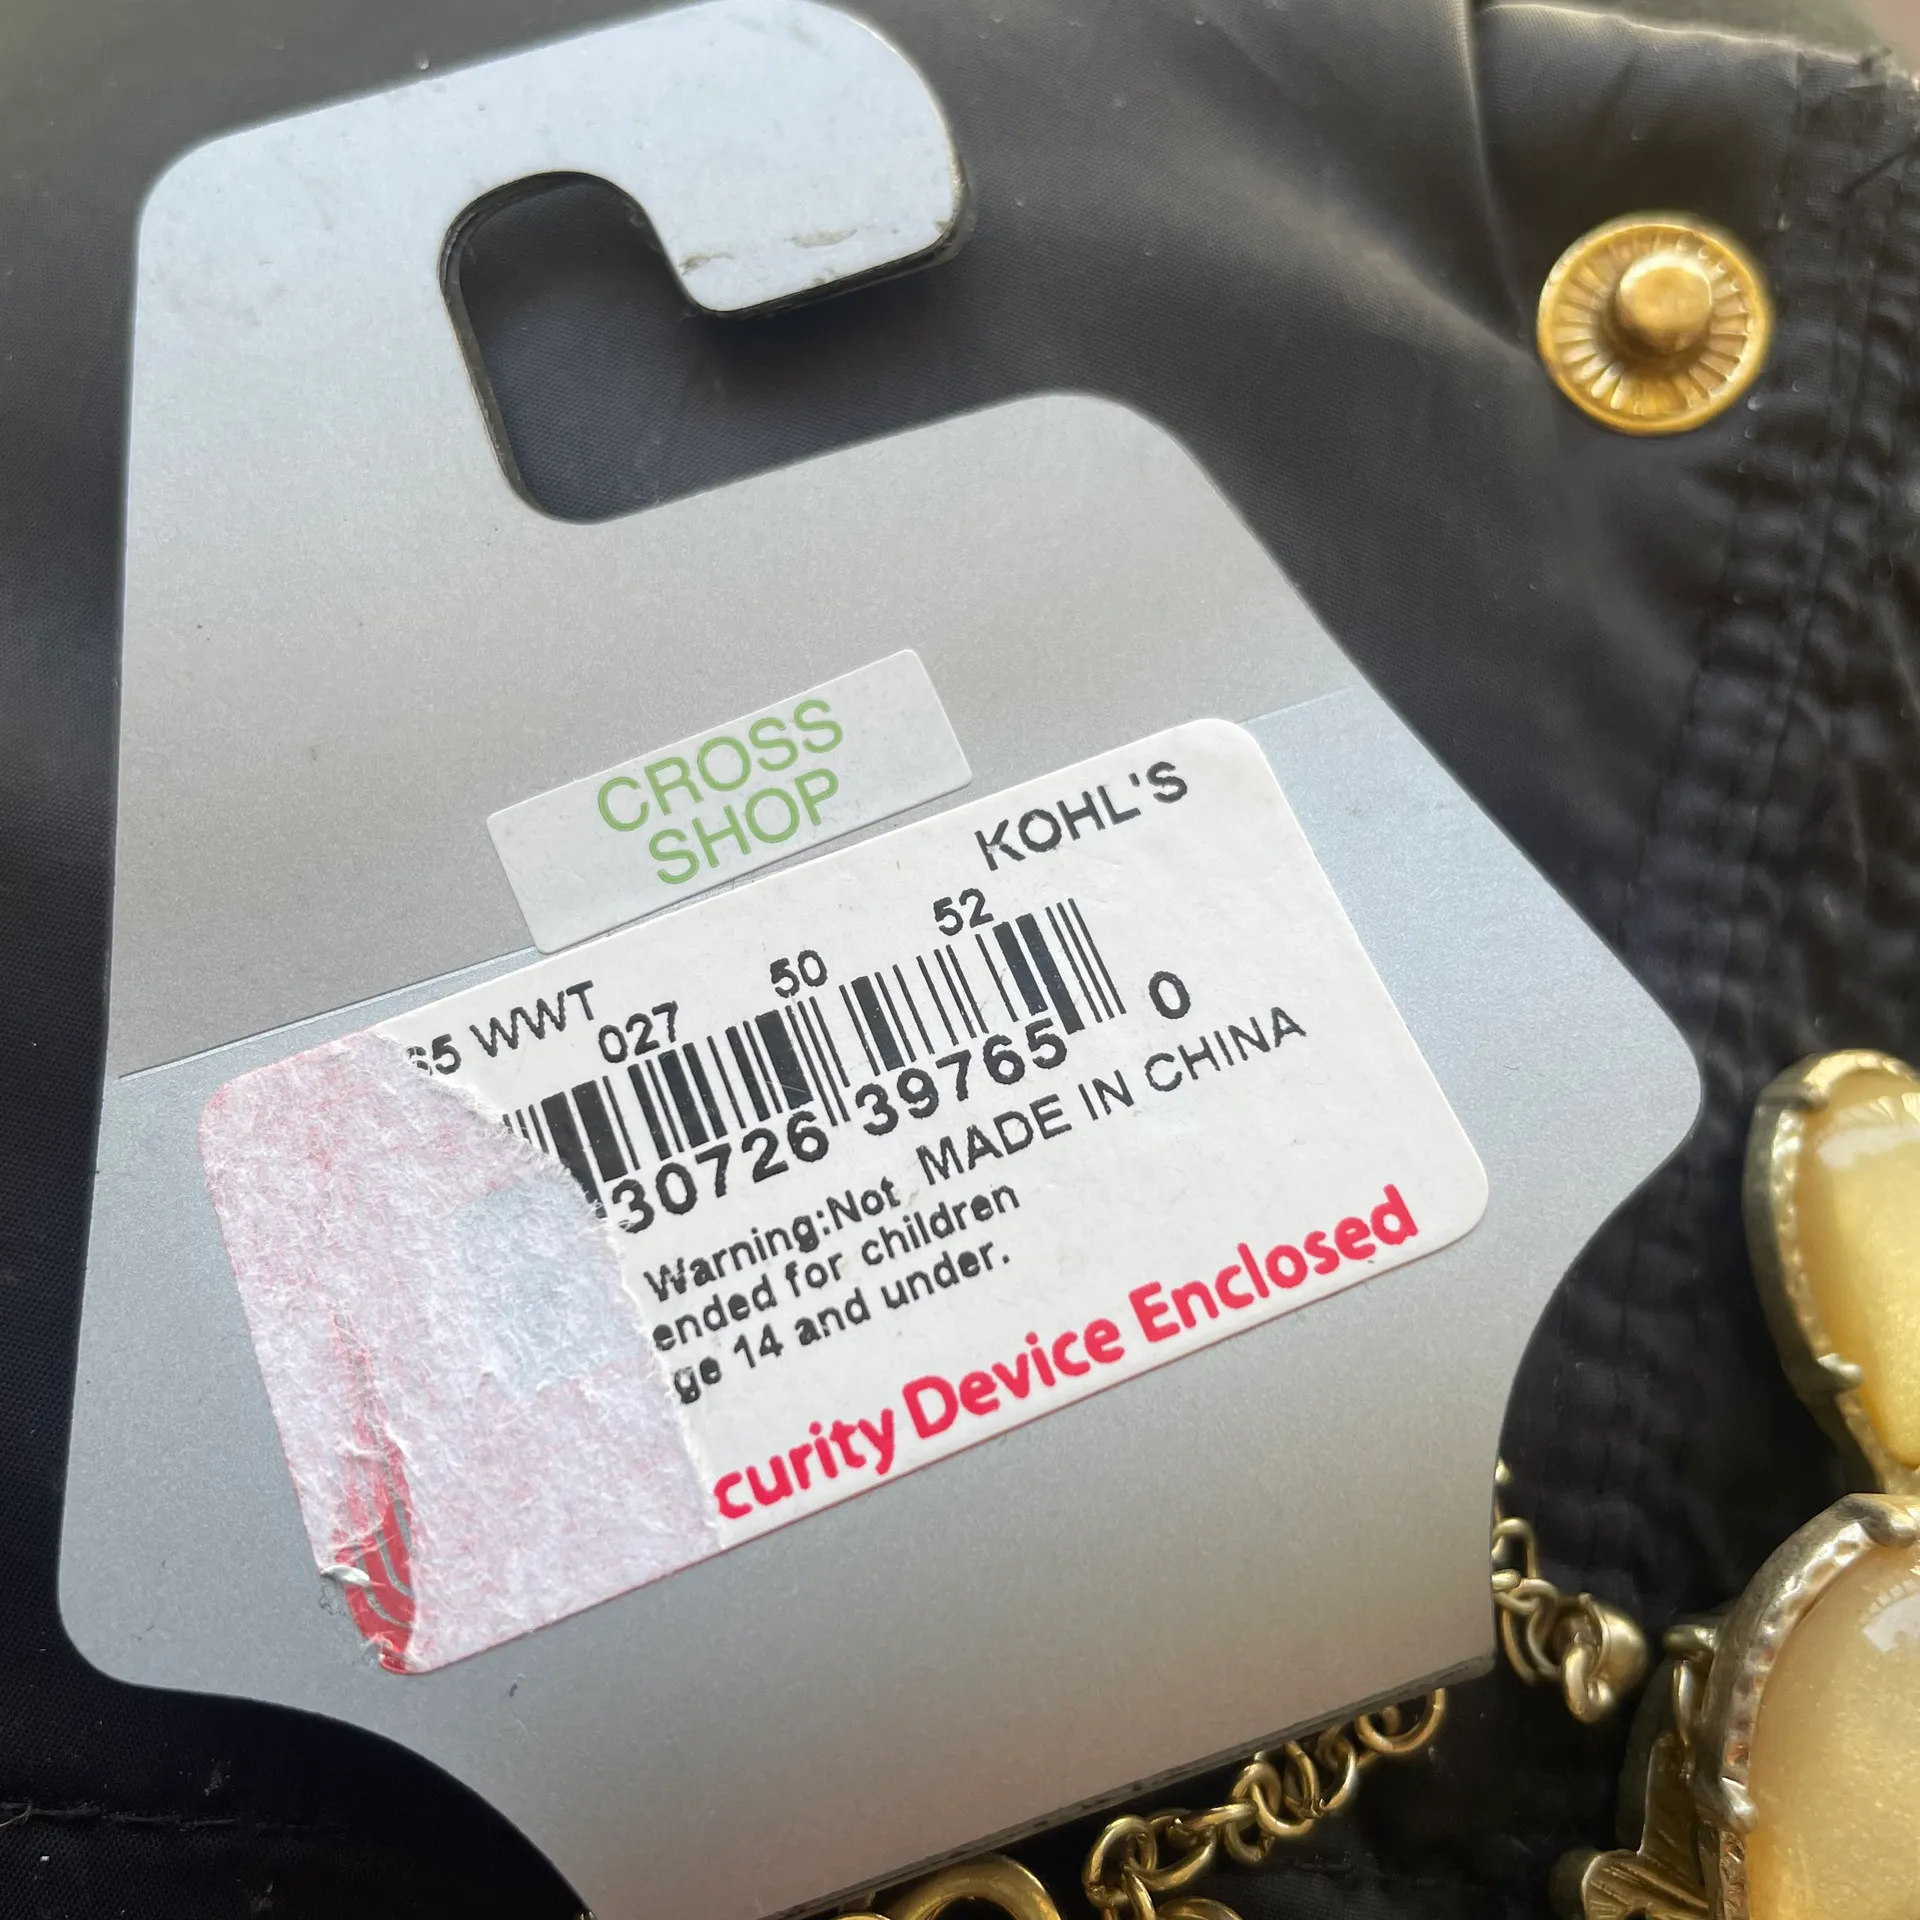 CROSS
SHOP
KOHL'S
65 WWT
027 50 52
30726 39765 0
MADE IN CHINA
Warning:Not
ended for children
ge 14 and under.
curity Device Enclosed